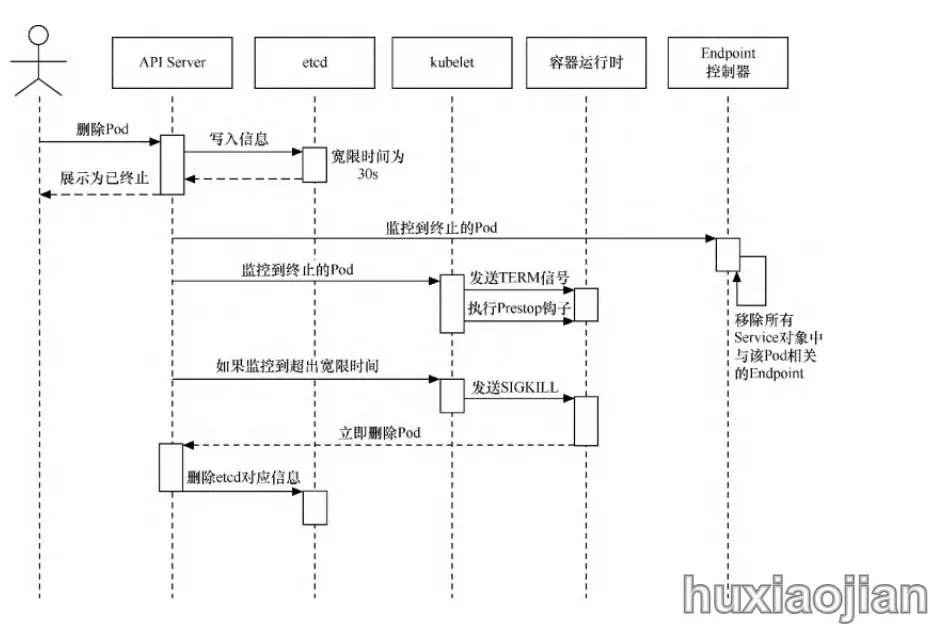 API Server
etcd
kubelet
容器运行时
Endpoint
控制器
删除Pod
写入信息
宽限时间为
30s
展示为已终止
监控到终止的Pod
监控到终止的Pod
发送TERM信号
执行Prestop钩子
移除所有
Service对象中
与该Pod相关
的Endpoint
如果监控到超出宽限时间
发送SIGKILL
立即删除Pod
删除etcd对应信息
huxiaojian